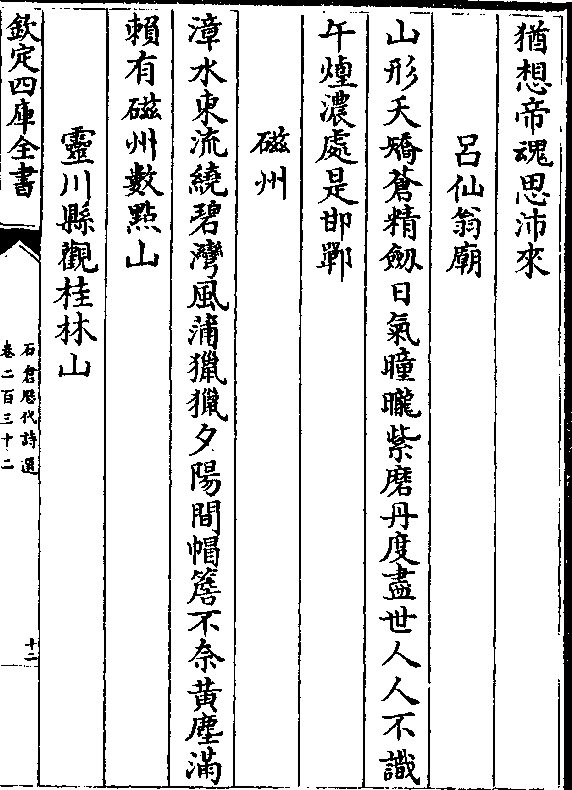 猶想帝魂思沛來
呂仙翁廟
山形夭矯蒼精劔日氣曈曨紫磨丹度盡世人人不識
午煙濃處是邯鄲
磁州
漳水東流繞碧灣風蒲獵獵夕陽間帽簷不奈黃塵滿
賴有磁州數點山
靈川縣觀桂林山
欽定四庫全書
石倉歷代詩選
卷二百三十二
十二